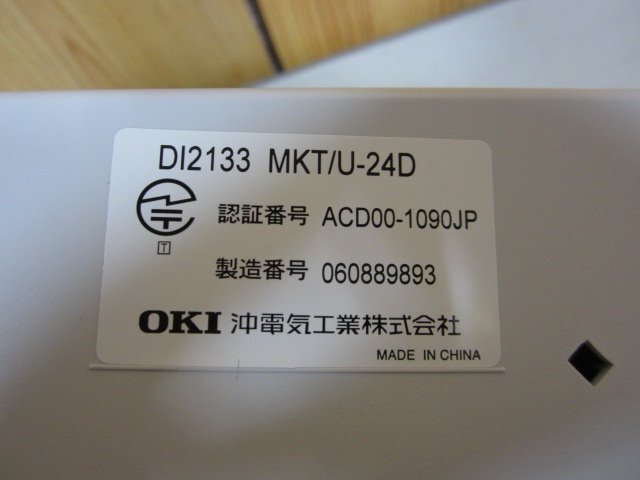 DI2133 MKT/U-24D
認証番号 ACD00-1090JP
T
製造番号 060889893
OKI 沖電気工業株式会社
MADE IN CHINA